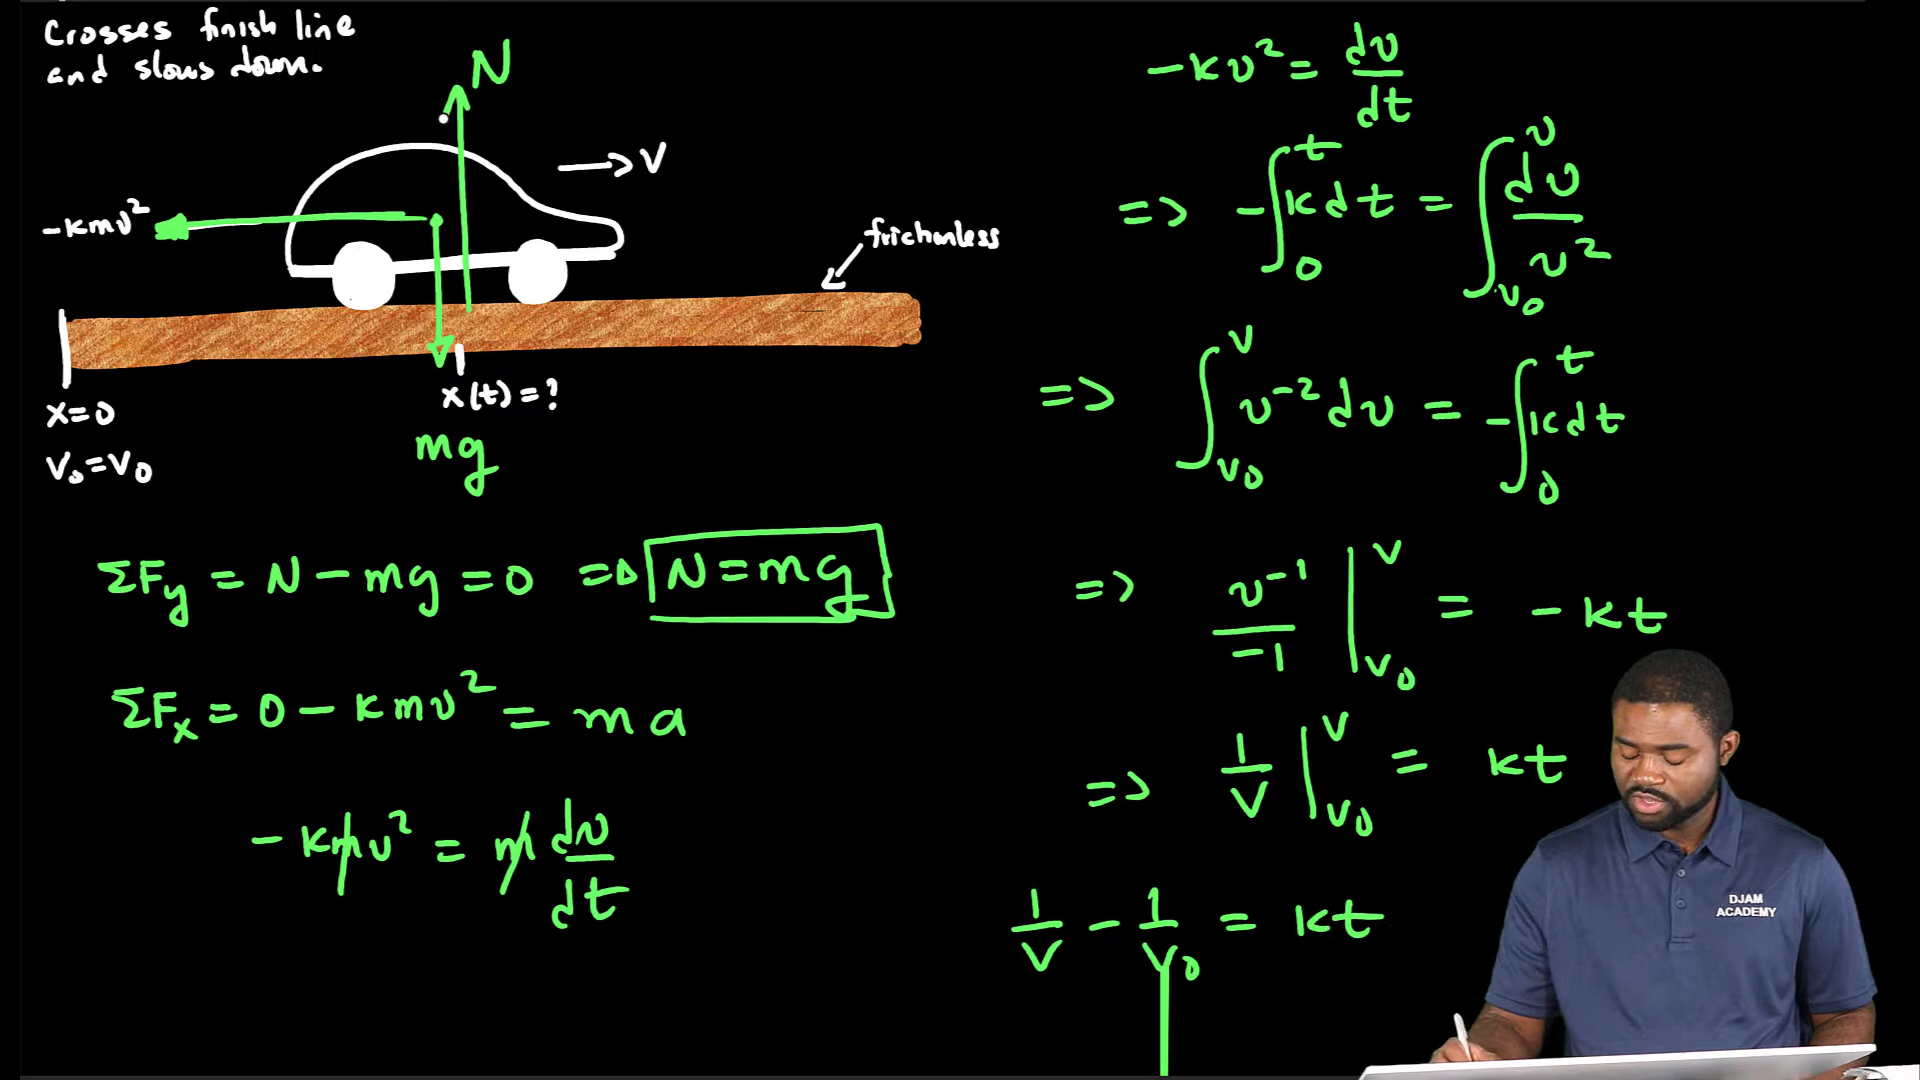 Crosses finish line
and slows down.
N
→ V
-kmv²
frictionless
x=0
x(t)=?
V₀=V₀
mg
ΣFy = N - mg = 0 => N = mg
ΣFx = 0 - kmv² = ma
-kmv² = m dv/dt
-kv² = dv/dt
=> -∫₀ᵗ kdt = ∫ᵥ₀ᵛ dv/v²
=> ∫ᵥ₀ᵛ v⁻² dv = -∫₀ᵗ kdt
=> v⁻¹/-1 |ᵥ₀ᵛ = -kt
=> 1/V |ᵥ₀ᵛ = kt
1/V - 1/V₀ = kt
DJAM
ACADEMY